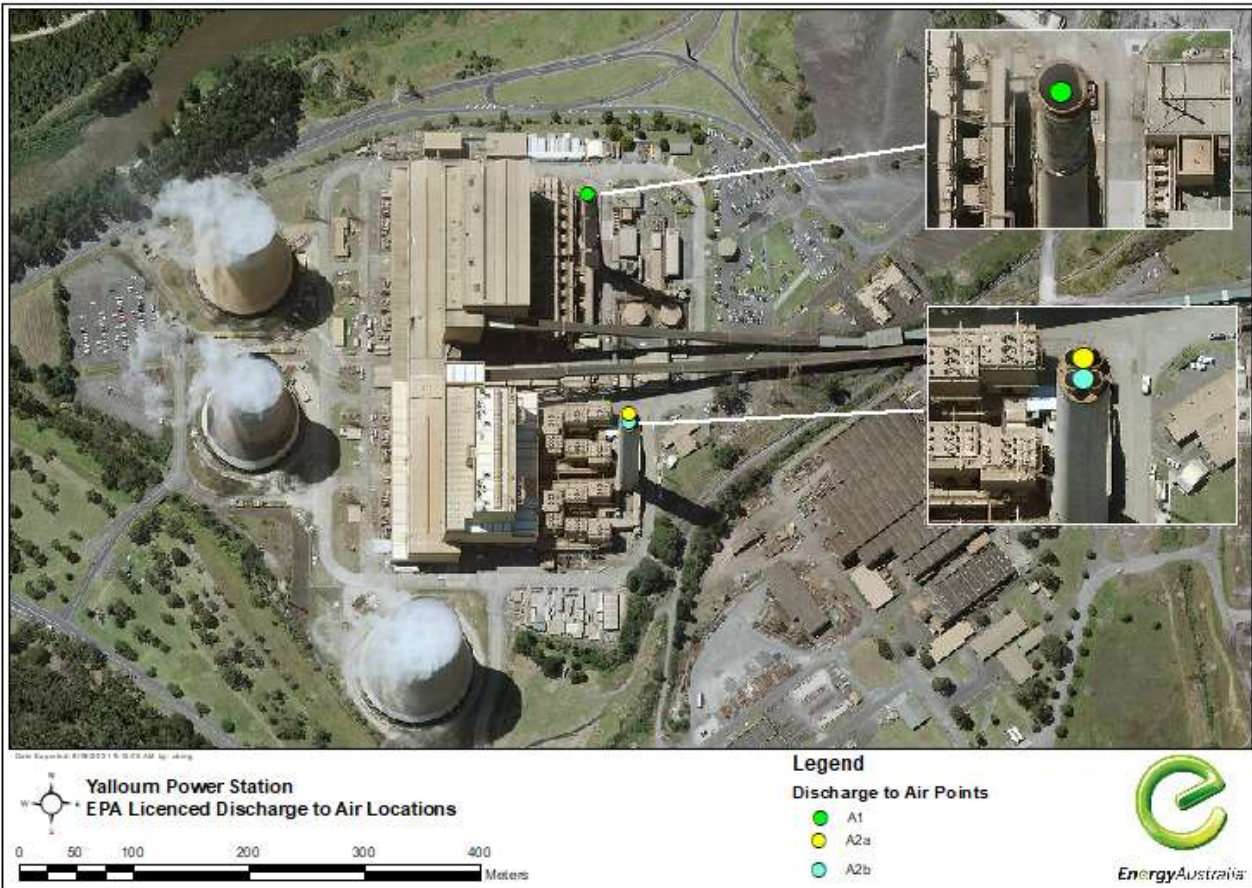 Yallourn Power Station
EPA Licenced Discharge to Air Locations
N
W
E
S
0 50 100 200 300 400
Meters
Legend
Discharge to Air Points
A1
A2a
A2b
EnergyAustralia